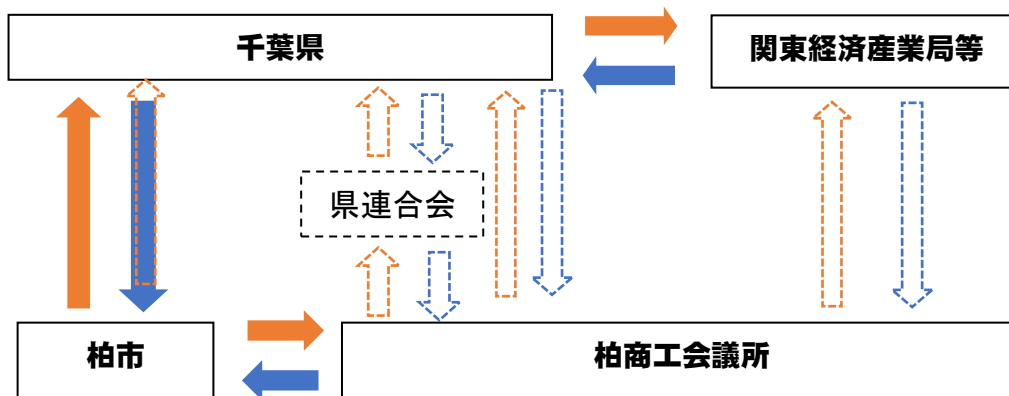 千葉県
関東経済産業局等
県連合会
柏市
柏商工会議所